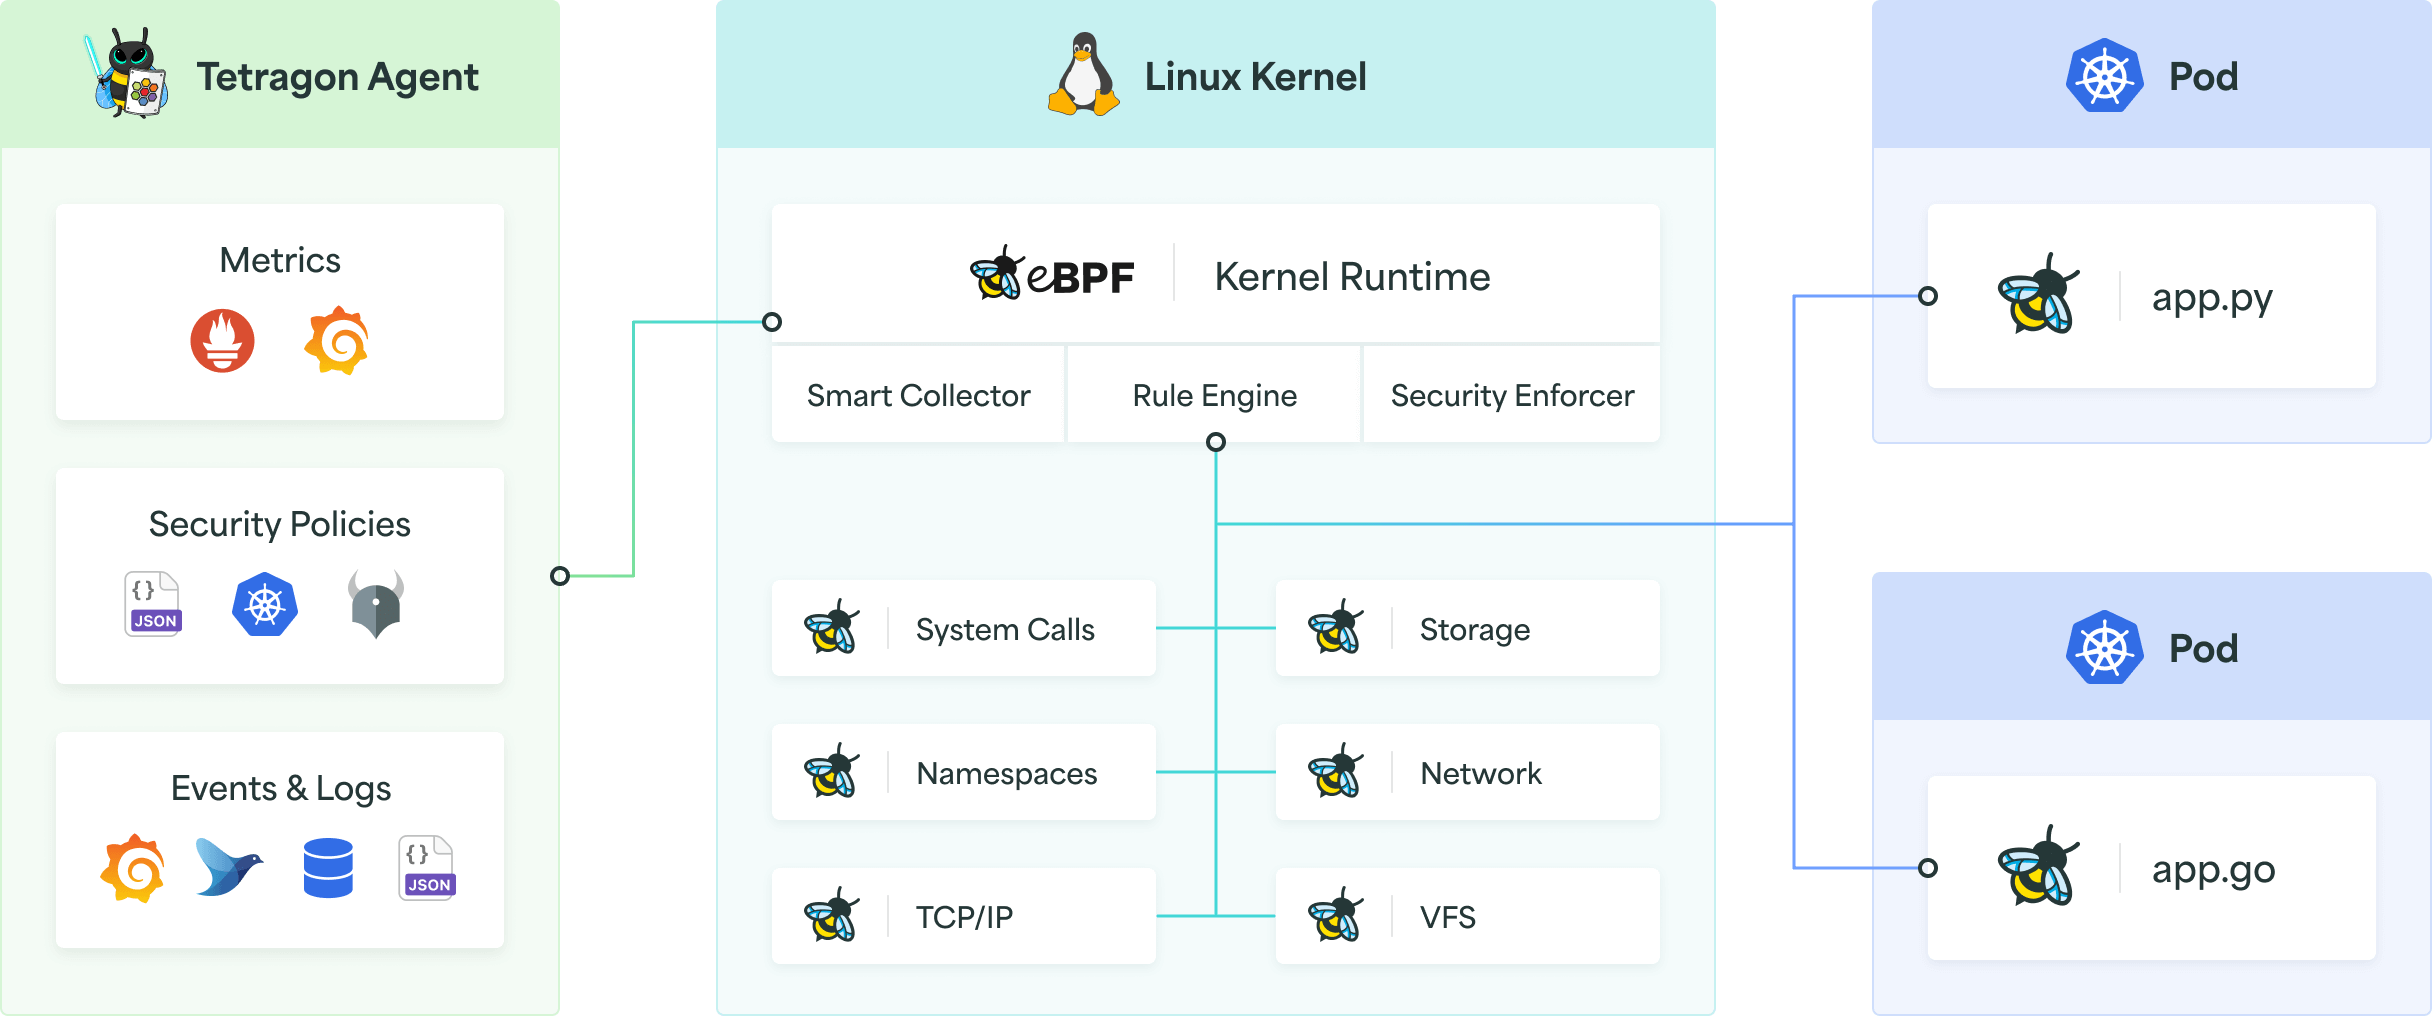 Tetragon Agent
Metrics
Security Policies
{}
JSON
Events & Logs
{}
JSON
Linux Kernel
eBPF
Kernel Runtime
Smart Collector
Rule Engine
Security Enforcer
System Calls
Storage
Namespaces
Network
TCP/IP
VFS
Pod
app.py
Pod
app.go